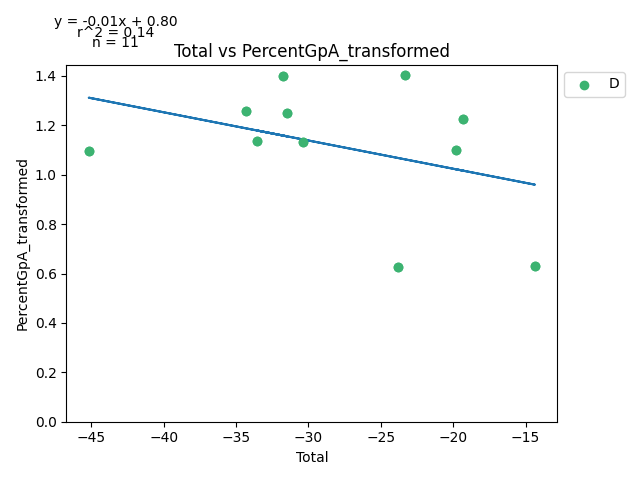 y = -0.01x + 0.80
r^2 = 0.14
n = 11
Total vs PercentGpA_transformed
D
1.4
1.2
1.0
0.8
0.6
0.4
0.2
0.0
PercentGpA_transformed
−45 −40 −35 −30 −25 −20 −15
Total